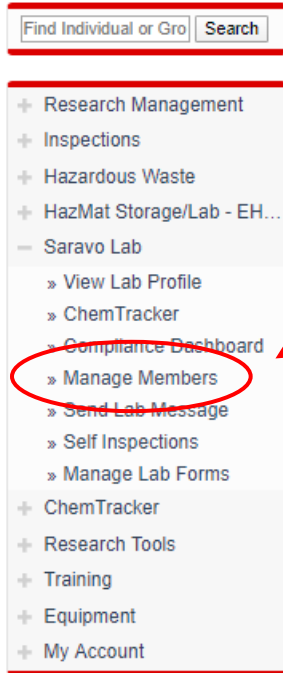 Find Individual or Gro Search
Research Management
Inspections
Hazardous Waste
HazMat Storage/Lab - EH...
Saravo Lab
» View Lab Profile
» ChemTracker
» Compliance Dashboard
» Manage Members
» Send Lab Message
» Self Inspections
» Manage Lab Forms
ChemTracker
Research Tools
Training
Equipment
My Account